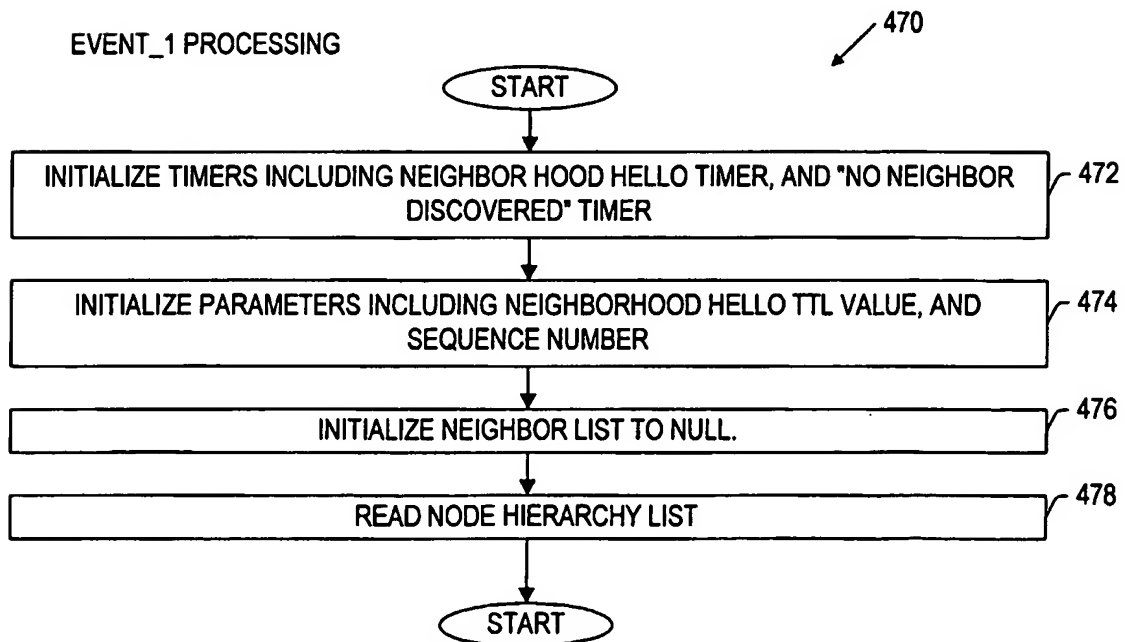 EVENT_1 PROCESSING
470
START
INITIALIZE TIMERS INCLUDING NEIGHBOR HOOD HELLO TIMER, AND "NO NEIGHBOR
DISCOVERED" TIMER
472
INITIALIZE PARAMETERS INCLUDING NEIGHBORHOOD HELLO TTL VALUE, AND
SEQUENCE NUMBER
474
INITIALIZE NEIGHBOR LIST TO NULL.
476
READ NODE HIERARCHY LIST
478
START